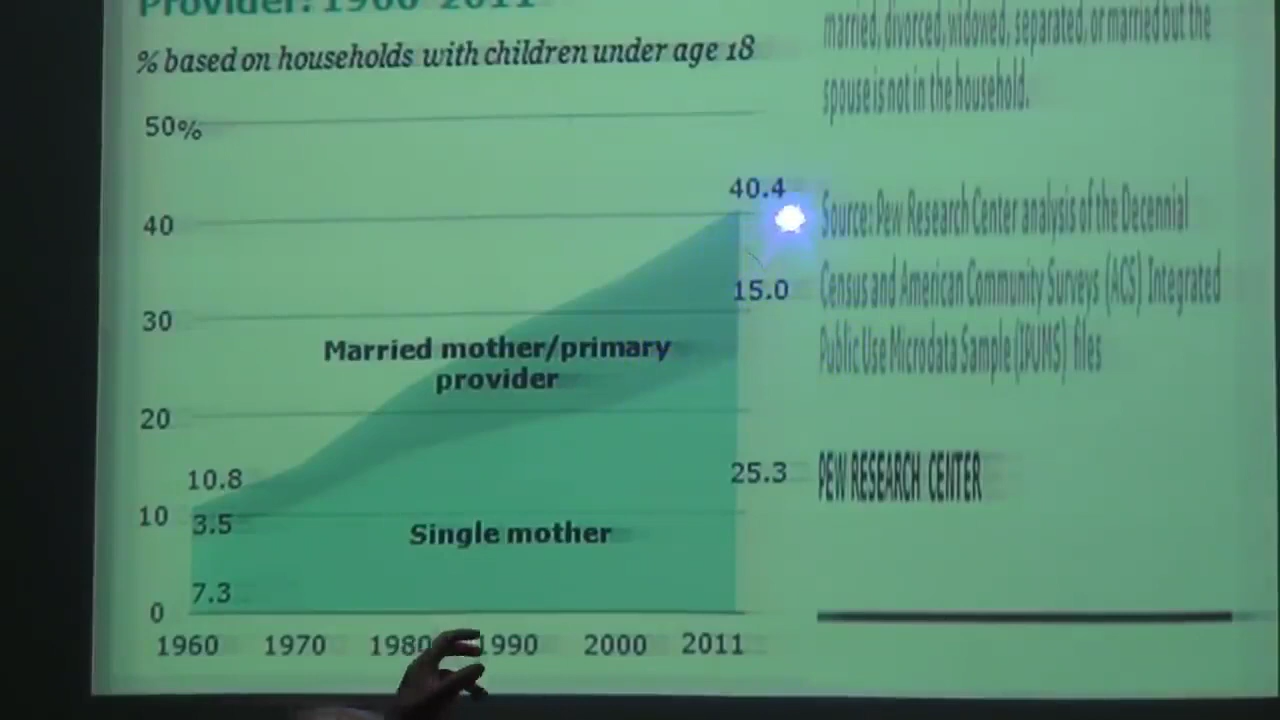 Provider: 1960-2011
% based on households with children under age 18
50%
40
30
20
10
0
40.4
15.0
25.3
10.8
3.5
7.3
Married mother/primary
provider
Single mother
1960 1970 1980 1990 2000 2011
married, divorced, widowed, separated, or married but the
spouse is not in the household.
Source: Pew Research Center analysis of the Decennial
Census and American Community Surveys (ACS) Integrated
Public Use Microdata Sample (IPUMS) files
PEW RESEARCH CENTER